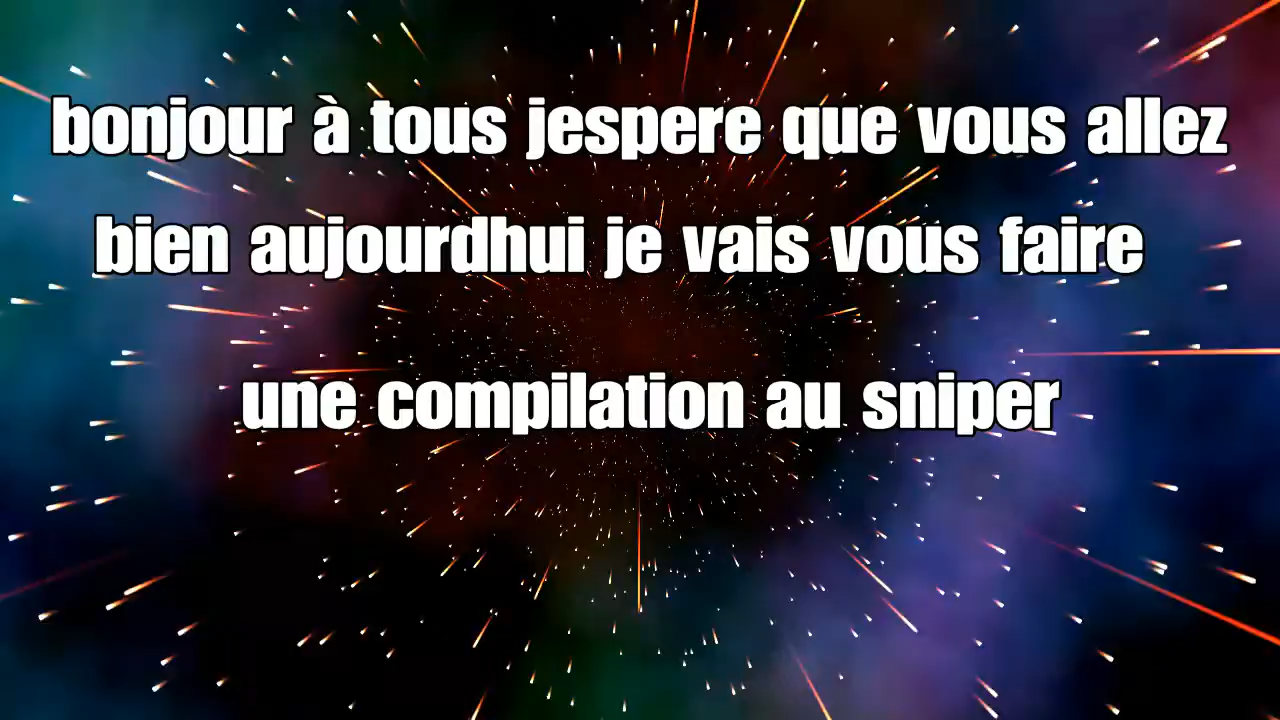 bonjour à tous jespere que vous allez
bien aujourdhui je vais vous faire
une compilation au sniper